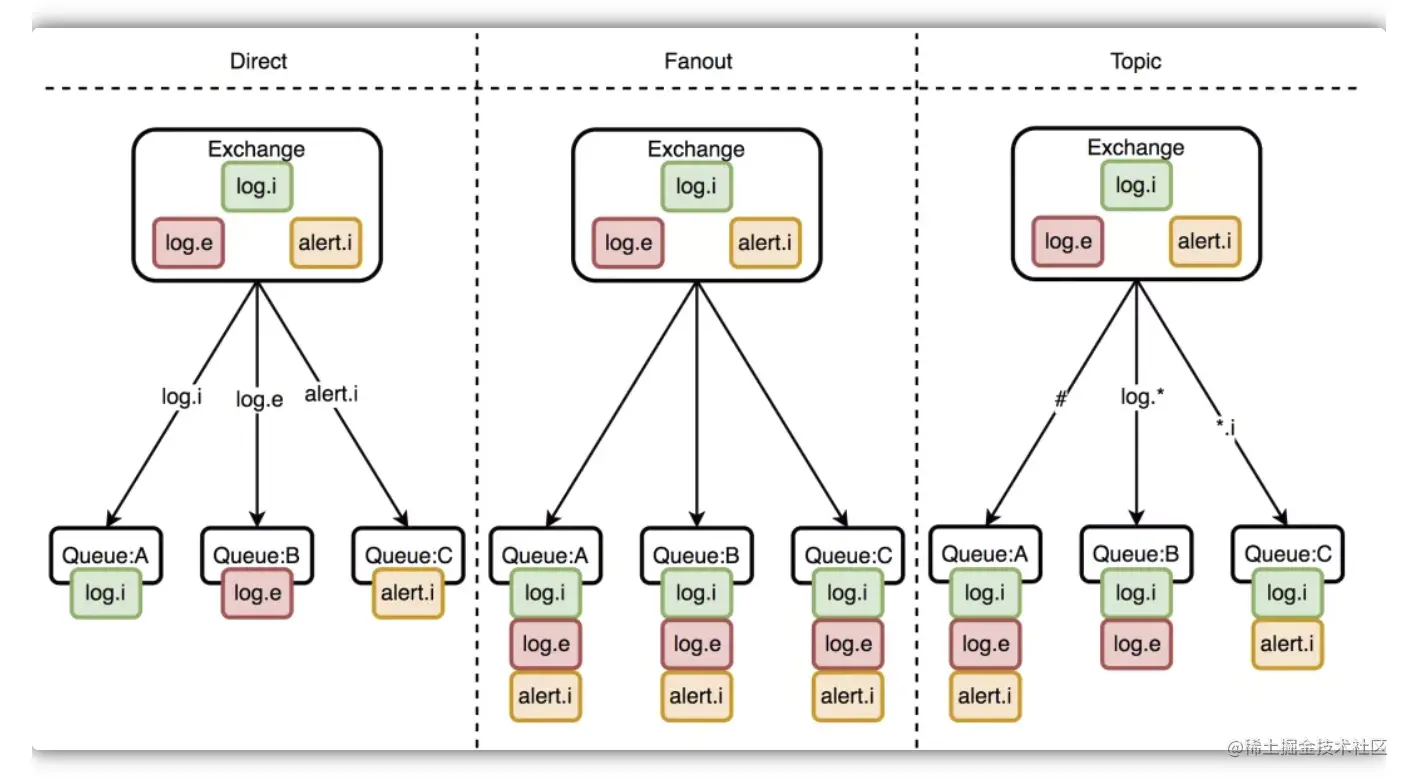 Direct
Fanout
Topic
Exchange
log.i
log.e
alert.i
log.i
log.e
alert.i
Queue:A
log.i
Queue:B
log.e
Queue:C
alert.i
Exchange
log.i
log.e
alert.i
Queue:A
log.i
log.e
alert.i
Queue:B
log.i
log.e
alert.i
Queue:C
log.i
log.e
alert.i
Exchange
log.i
log.e
alert.i
#
log.*
*.i
Queue:A
log.i
log.e
alert.i
Queue:B
log.i
log.e
Queue:C
log.i
alert.i
@稀土掘金技术社区